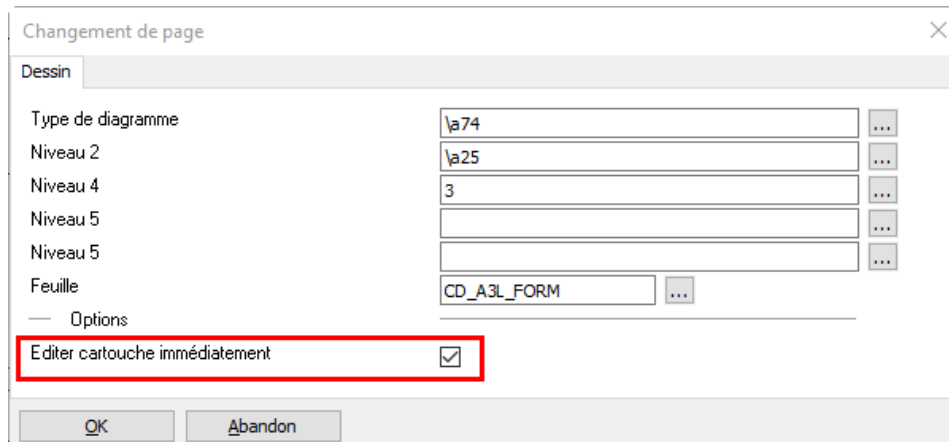 Changement de page
Dessin
Type de diagramme \a74 ...
Niveau 2 \a25 ...
Niveau 4 3 ...
Niveau 5 ...
Niveau 5 ...
Feuille CD_A3L_FORM ...
Options
Editer cartouche immédiatement
OK Abandon